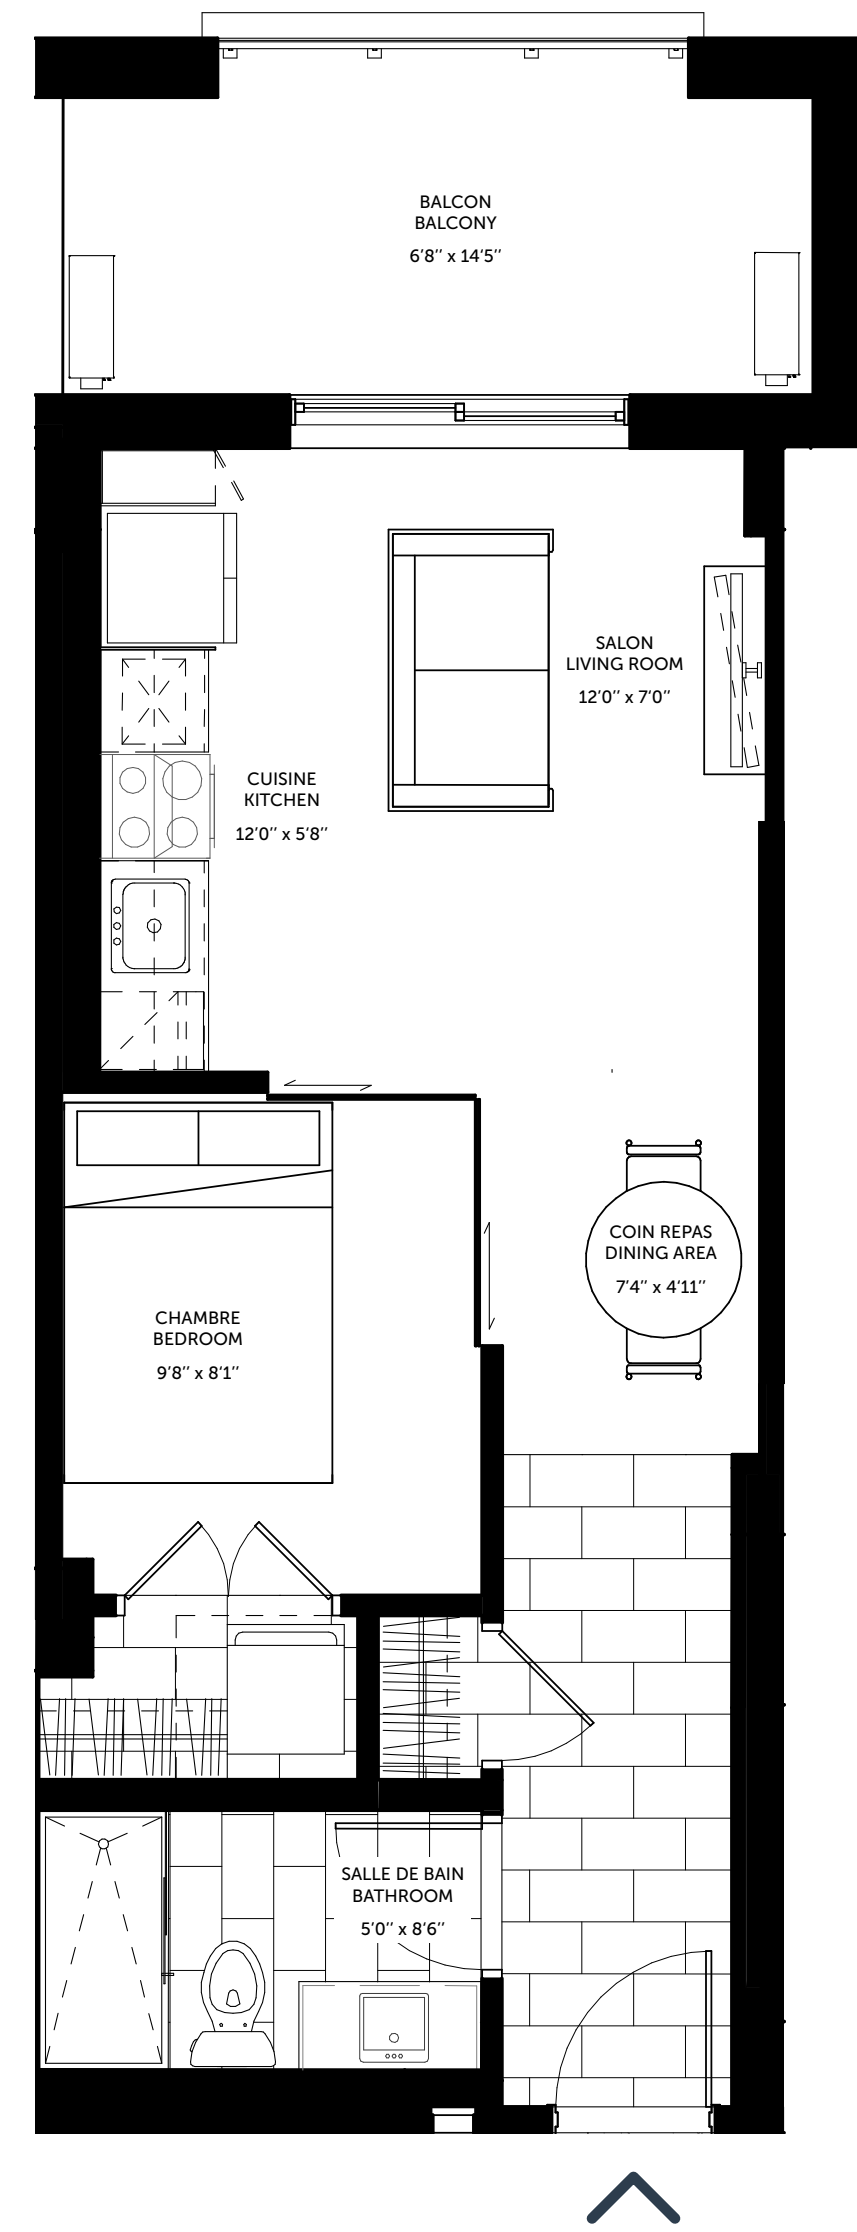 BALCON
BALCONY
6'8'' x 14'5''
SALON
LIVING ROOM
12'0'' x 7'0''
CUISINE
KITCHEN
12'0'' x 5'8''
COIN REPAS
DINING AREA
7'4'' x 4'11''
CHAMBRE
BEDROOM
9'8'' x 8'1''
SALLE DE BAIN
BATHROOM
5'0'' x 8'6''